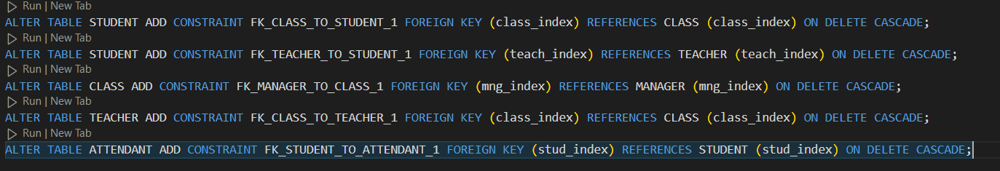 Run | New Tab
ALTER TABLE STUDENT ADD CONSTRAINT FK_CLASS_TO_STUDENT_1 FOREIGN KEY (class_index) REFERENCES CLASS (class_index) ON DELETE CASCADE;
Run | New Tab
ALTER TABLE STUDENT ADD CONSTRAINT FK_TEACHER_TO_STUDENT_1 FOREIGN KEY (teach_index) REFERENCES TEACHER (teach_index) ON DELETE CASCADE;
Run | New Tab
ALTER TABLE CLASS ADD CONSTRAINT FK_MANAGER_TO_CLASS_1 FOREIGN KEY (mng_index) REFERENCES MANAGER (mng_index) ON DELETE CASCADE;
Run | New Tab
ALTER TABLE TEACHER ADD CONSTRAINT FK_CLASS_TO_TEACHER_1 FOREIGN KEY (class_index) REFERENCES CLASS (class_index) ON DELETE CASCADE;
Run | New Tab
ALTER TABLE ATTENDANT ADD CONSTRAINT FK_STUDENT_TO_ATTENDANT_1 FOREIGN KEY (stud_index) REFERENCES STUDENT (stud_index) ON DELETE CASCADE;